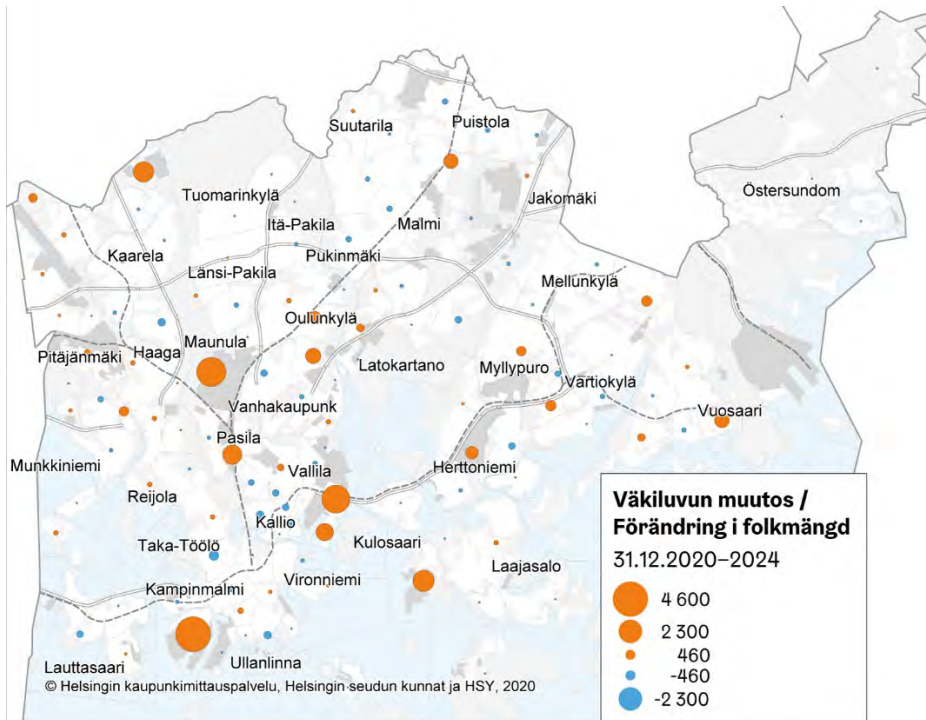 Suutarila
Puistola
Tuomarinkylä
Itä-Pakila
Malmi
Jakomäki
Östersundom
Kaarela
Länsi-Pakila
Pukinmäki
Mellunkylä
Oulunkylä
Maunula
Pitäjänmäki
Haaga
Latokartano
Myllypuro
Vartiokylä
Vanhakaupunk
Vuosaari
Pasila
Munkkiniemi
Vallila
Herttoniemi
Reijola
Kallio
Kulosaari
Taka-Töölö
Laajasalo
Vironniemi
Kampinmalmi
Lauttasaari
Ullanlinna
© Helsingin kaupunkimittauspalvelu, Helsingin seudun kunnat ja HSY, 2020
Väkiluvun muutos /
Förändring i folkmängd
31.12.2020–2024
4 600
2 300
460
-460
-2 300